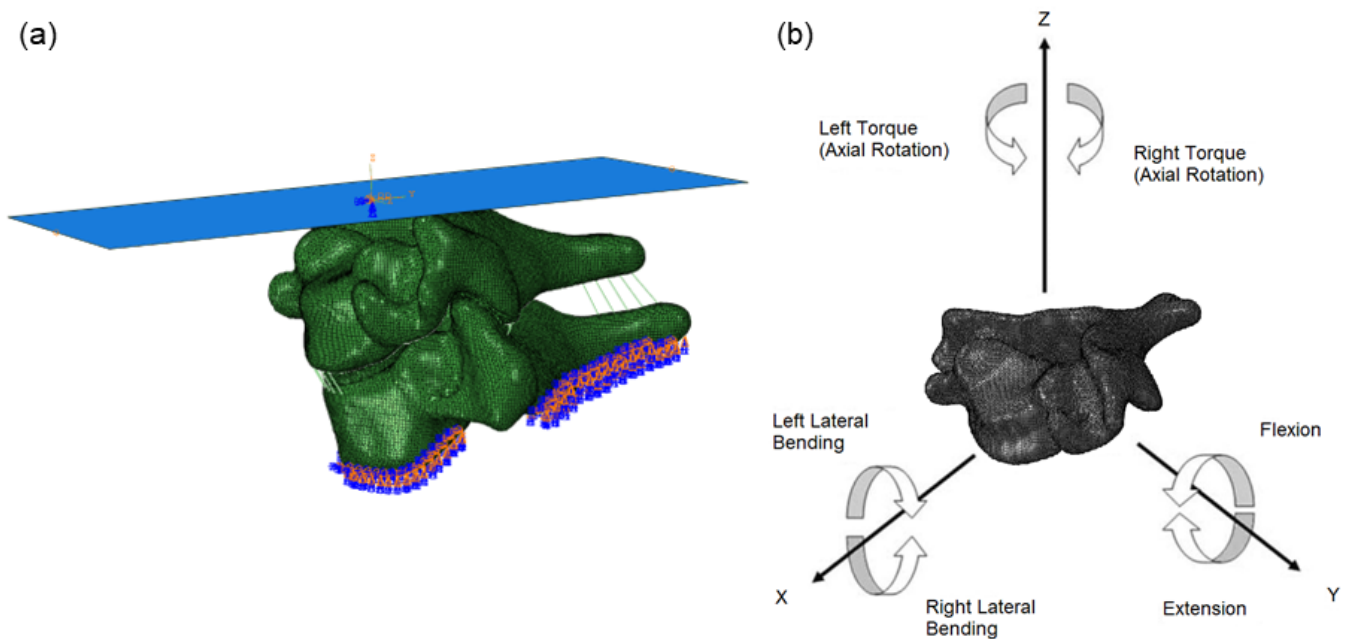 (a)
(b)
Z
Left Torque
(Axial Rotation)
Right Torque
(Axial Rotation)
Left Lateral
Bending
Flexion
X
Right Lateral
Bending
Extension
Y
Z
Y